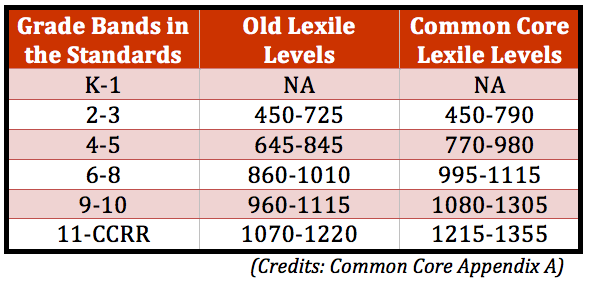 Grade Bands in the Standards Old Lexile Levels Common Core Lexile Levels
K-1 NA NA
2-3 450-725 450-790
4-5 645-845 770-980
6-8 860-1010 995-1115
9-10 960-1115 1080-1305
11-CCRR 1070-1220 1215-1355
(Credits: Common Core Appendix A)